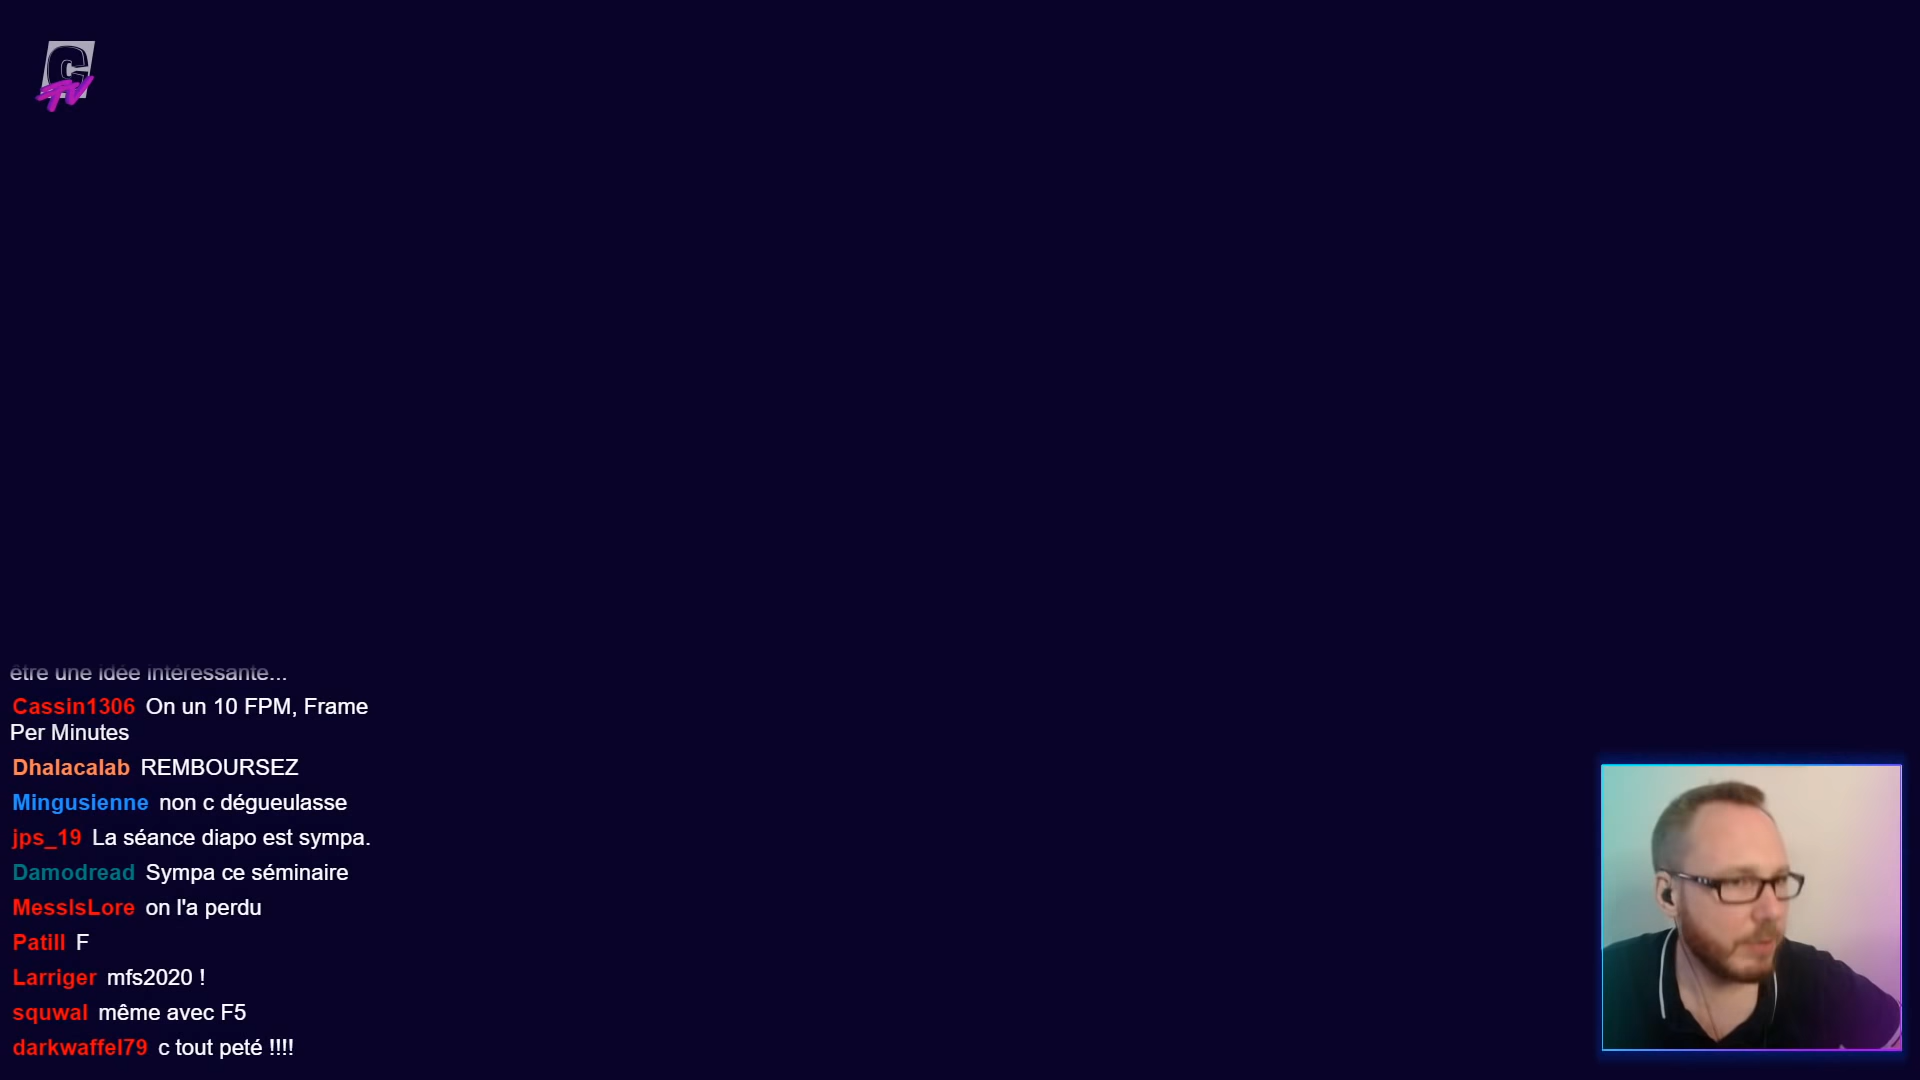 C
TV
être une idée intéressante...
Cassin1306 On un 10 FPM, Frame
Per Minutes
Dhalacalab REMBOURSEZ
Mingusienne non c dégueulasse
jps_19 La séance diapo est sympa.
Damodread Sympa ce séminaire
MessIsLore on l'a perdu
Patill F
Larriger mfs2020 !
squwal même avec F5
darkwaffel79 c tout peté !!!!